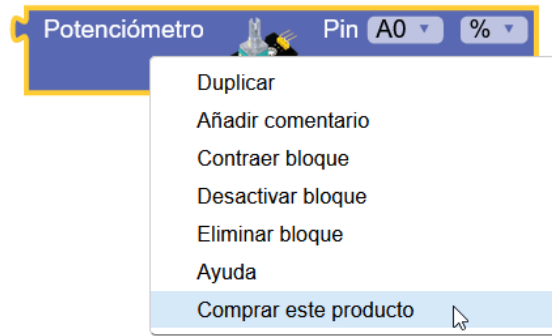 Potenciómetro Pin A0 %
Duplicar
Añadir comentario
Contraer bloque
Desactivar bloque
Eliminar bloque
Ayuda
Comprar este producto